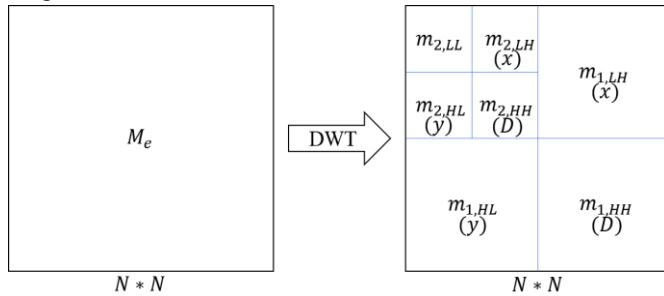 M_e
N * N
DWT
m_{2,LL}
m_{2,LH}
(x)
m_{2,HL}
(y)
m_{2,HH}
(D)
m_{1,LH}
(x)
m_{1,HL}
(y)
m_{1,HH}
(D)
N * N